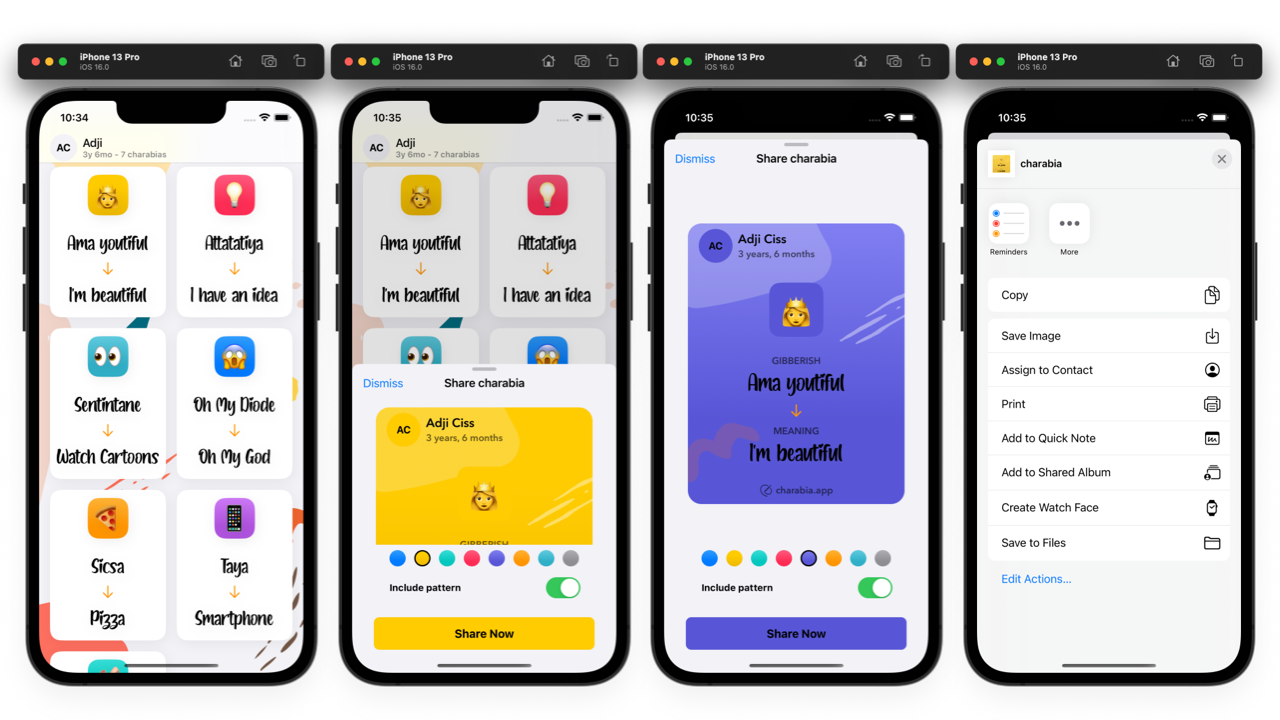 iPhone 13 Pro
iOS 16.0
10:34
AC
Adji
3y 6mo - 7 charabias
Ama youtiful
↓
I'm beautiful
Attatatiya
↓
I have an idea
Sentintane
↓
Watch Cartoons
Oh My Diode
↓
Oh My God
Sicsa
↓
Pizza
Taya
↓
Smartphone
iPhone 13 Pro
iOS 16.0
10:35
AC
Adji
3y 6mo - 7 charabias
Ama youtiful
↓
I'm beautiful
Attatatiya
↓
I have an idea
Dismiss
Share charabia
AC
Adji Ciss
3 years, 6 months
GIBBERISH
Include pattern
Share Now
iPhone 13 Pro
iOS 16.0
10:35
Dismiss
Share charabia
AC
Adji Ciss
3 years, 6 months
GIBBERISH
Ama youtiful
↓
MEANING
I'm beautiful
charabia.app
Include pattern
Share Now
iPhone 13 Pro
iOS 16.0
10:35
charabia
Reminders
More
Copy
Save Image
Assign to Contact
Print
Add to Quick Note
Add to Shared Album
Create Watch Face
Save to Files
Edit Actions...